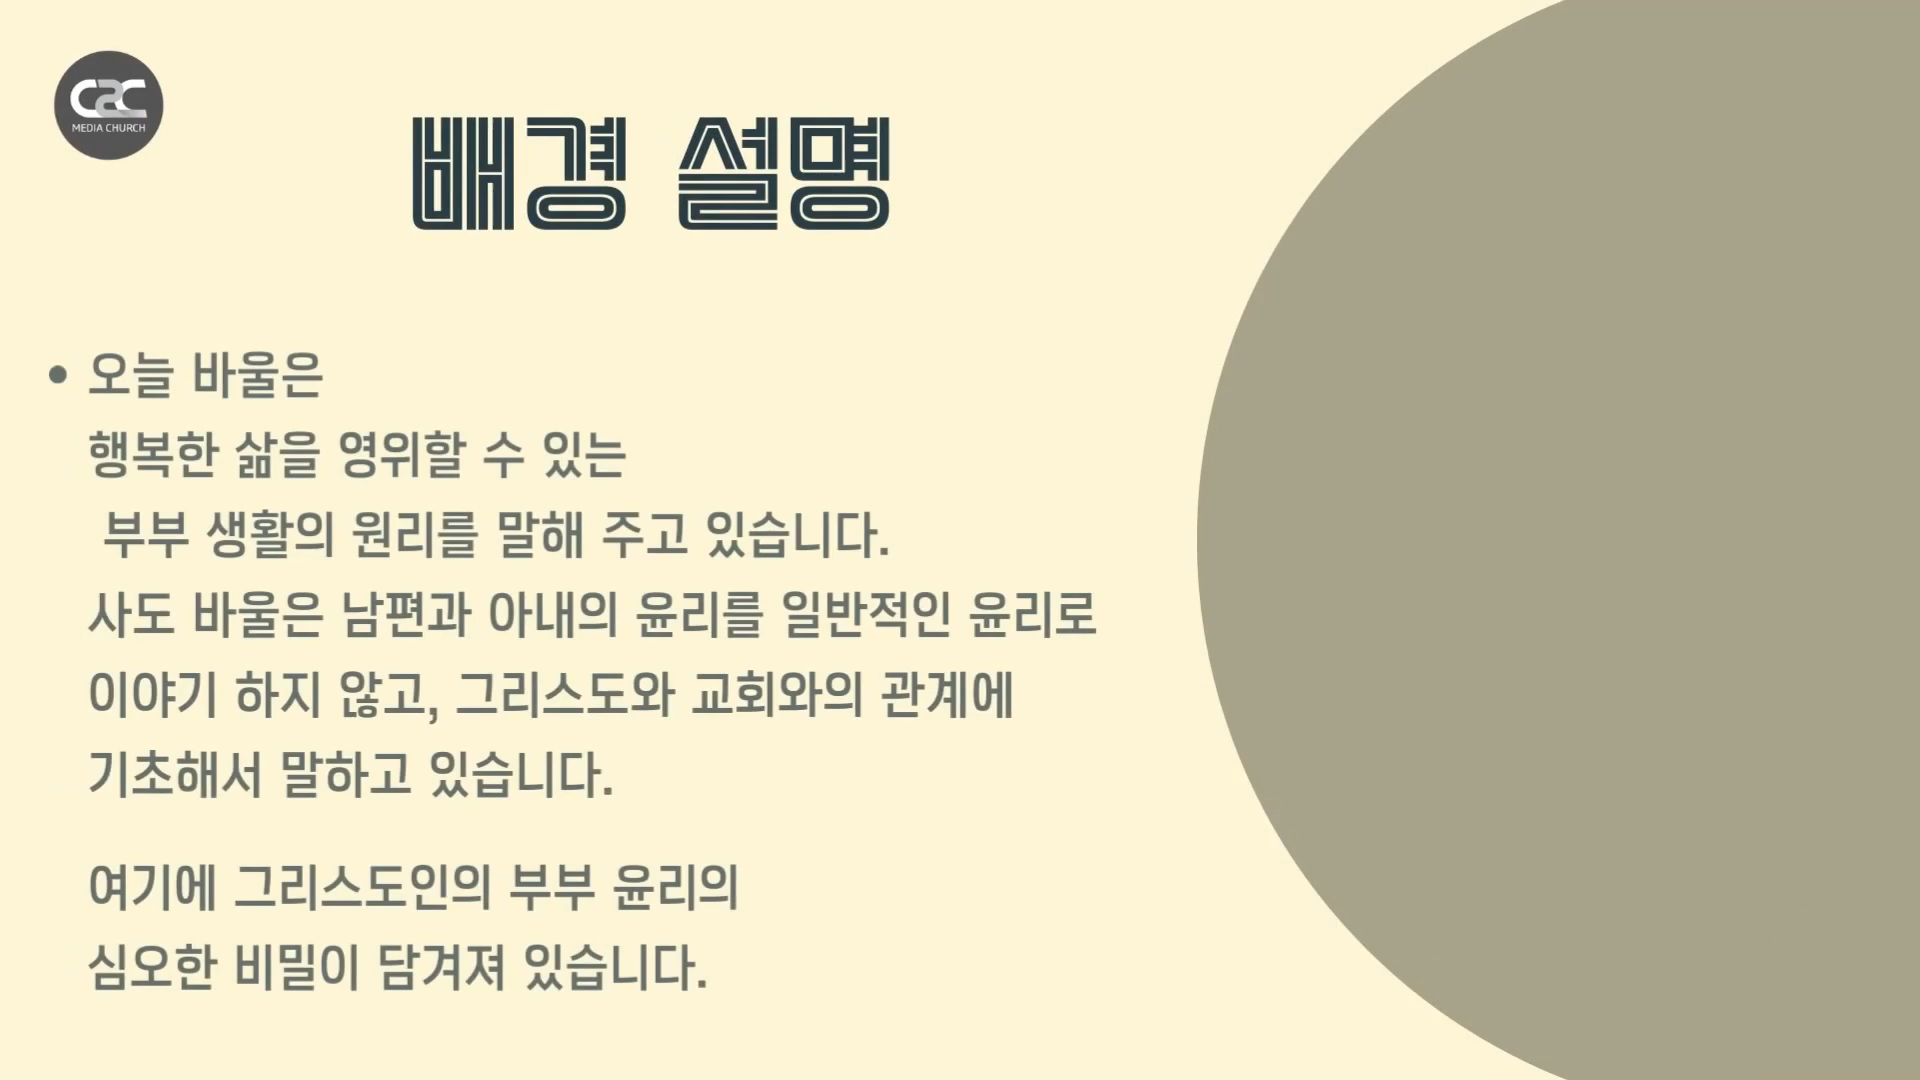 C2C
MEDIA CHURCH
배경 설명
• 오늘 바울은
행복한 삶을 영위할 수 있는
부부 생활의 원리를 말해 주고 있습니다.
사도 바울은 남편과 아내의 윤리를 일반적인 윤리로
이야기 하지 않고, 그리스도와 교회와의 관계에
기초해서 말하고 있습니다.
여기에 그리스도인의 부부 윤리의
심오한 비밀이 담겨져 있습니다.